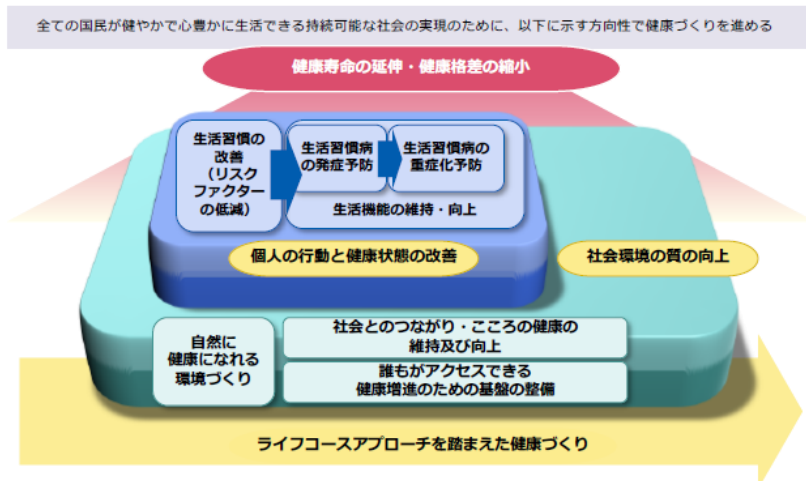 全ての国民が健やかで心豊かに生活できる持続可能な社会の実現のために、以下に示す方向性で健康づくりを進める
健康寿命の延伸・健康格差の縮小
生活習慣の
改善
（リスク
ファクター
の低減）
生活習慣病
の発症予防
生活習慣病の
重症化予防
生活機能の維持・向上
個人の行動と健康状態の改善
社会環境の質の向上
自然に
健康になれる
環境づくり
社会とのつながり・こころの健康の
維持及び向上
誰もがアクセスできる
健康増進のための基盤の整備
ライフコースアプローチを踏まえた健康づくり